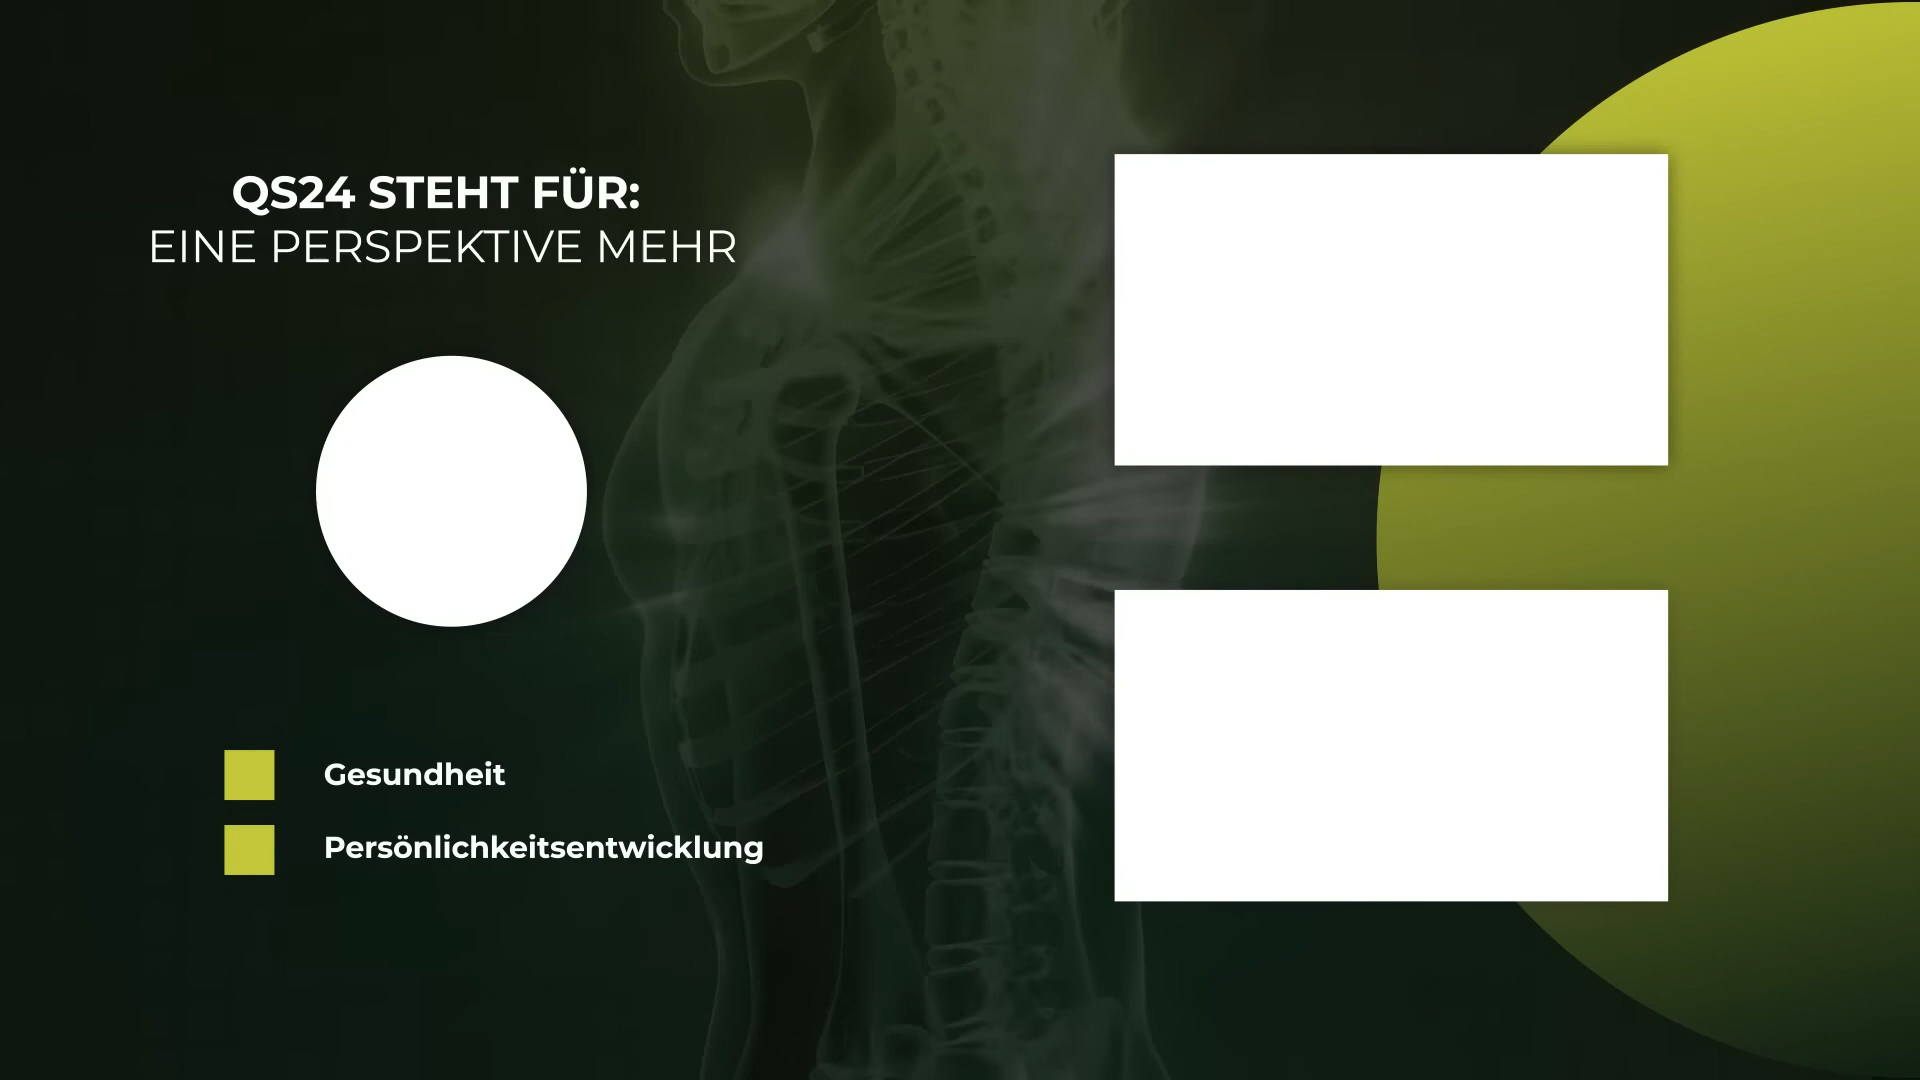 QS24 STEHT FÜR:
EINE PERSPEKTIVE MEHR
Gesundheit
Persönlichkeitsentwicklung